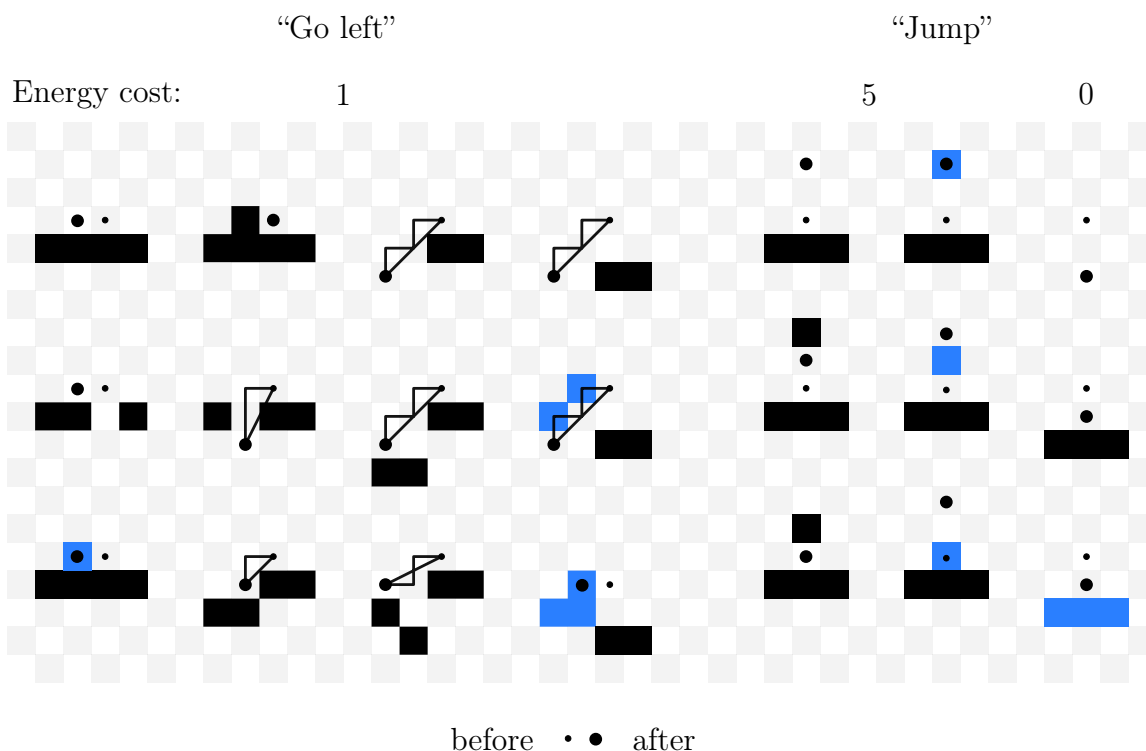 “Go left” “Jump”
Energy cost: 1 5 0
before after